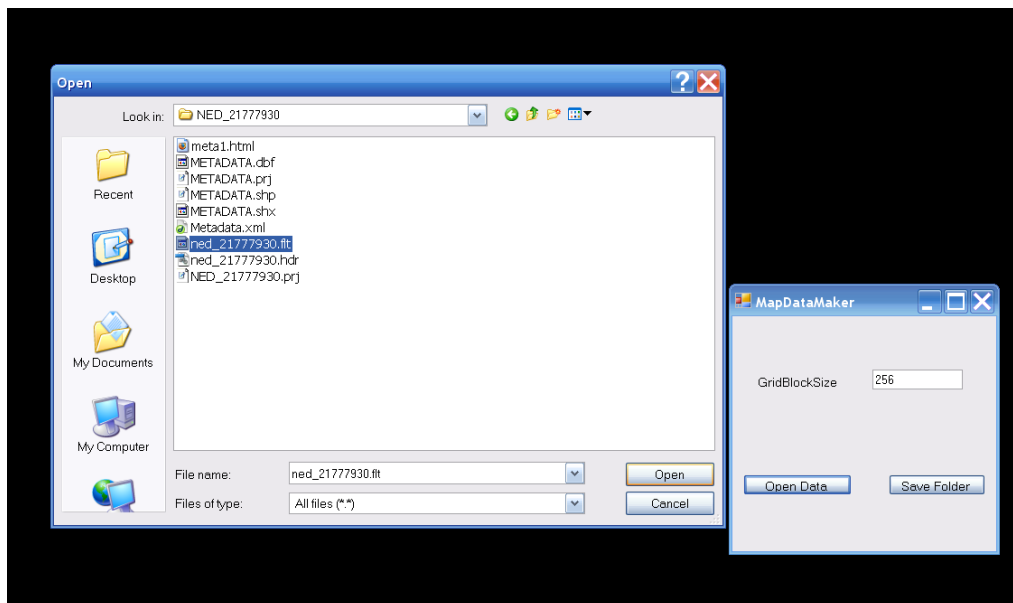 Open
Look in: NED_21777930
meta1.html
METADATA.dbf
METADATA.prj
METADATA.shp
METADATA.shx
Metadata.xml
ned_21777930.flt
ned_21777930.hdr
NED_21777930.prj
Recent
Desktop
My Documents
My Computer
File name: ned_21777930.flt Open
Files of type: All files (*.*) Cancel
MapDataMaker
GridBlockSize 256
Open Data Save Folder